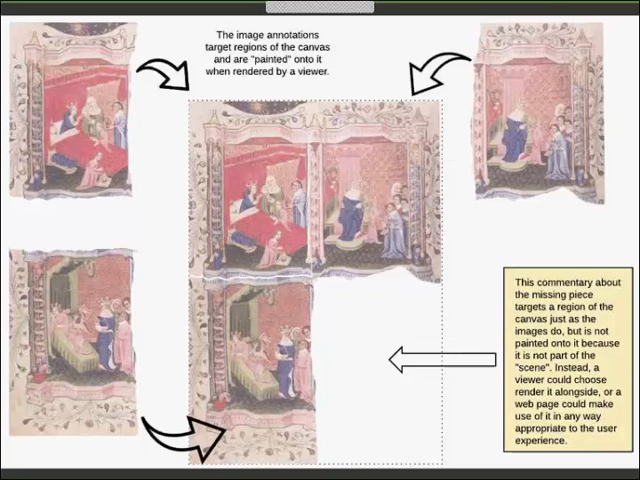 The image annotations
target regions of the canvas
and are "painted" onto it
when rendered by a viewer.
This commentary about
the missing piece
targets a region of the
canvas just as the
images do, but is not
painted onto it because
it is not part of the
"scene". Instead, a
viewer could choose
render it alongside, or a
web page could make
use of it in any way
appropriate to the user
experience.